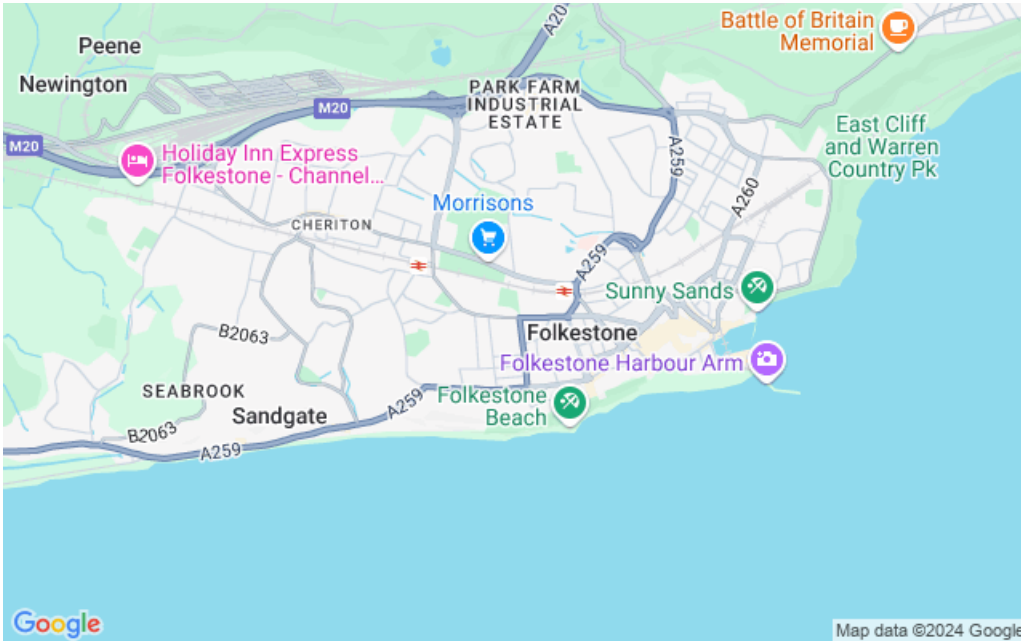 Peene
Newington
M20
M20
A20
PARK FARM
INDUSTRIAL
ESTATE
Battle of Britain
Memorial
East Cliff
and Warren
Country Pk
Holiday Inn Express
Folkestone - Channel...
Morrisons
CHERITON
A259
A260
A259
Sunny Sands
Folkestone
Folkestone Harbour Arm
B2063
SEABROOK
Sandgate
A259
Folkestone
Beach
B2063
A259
Google
Map data ©2024 Google